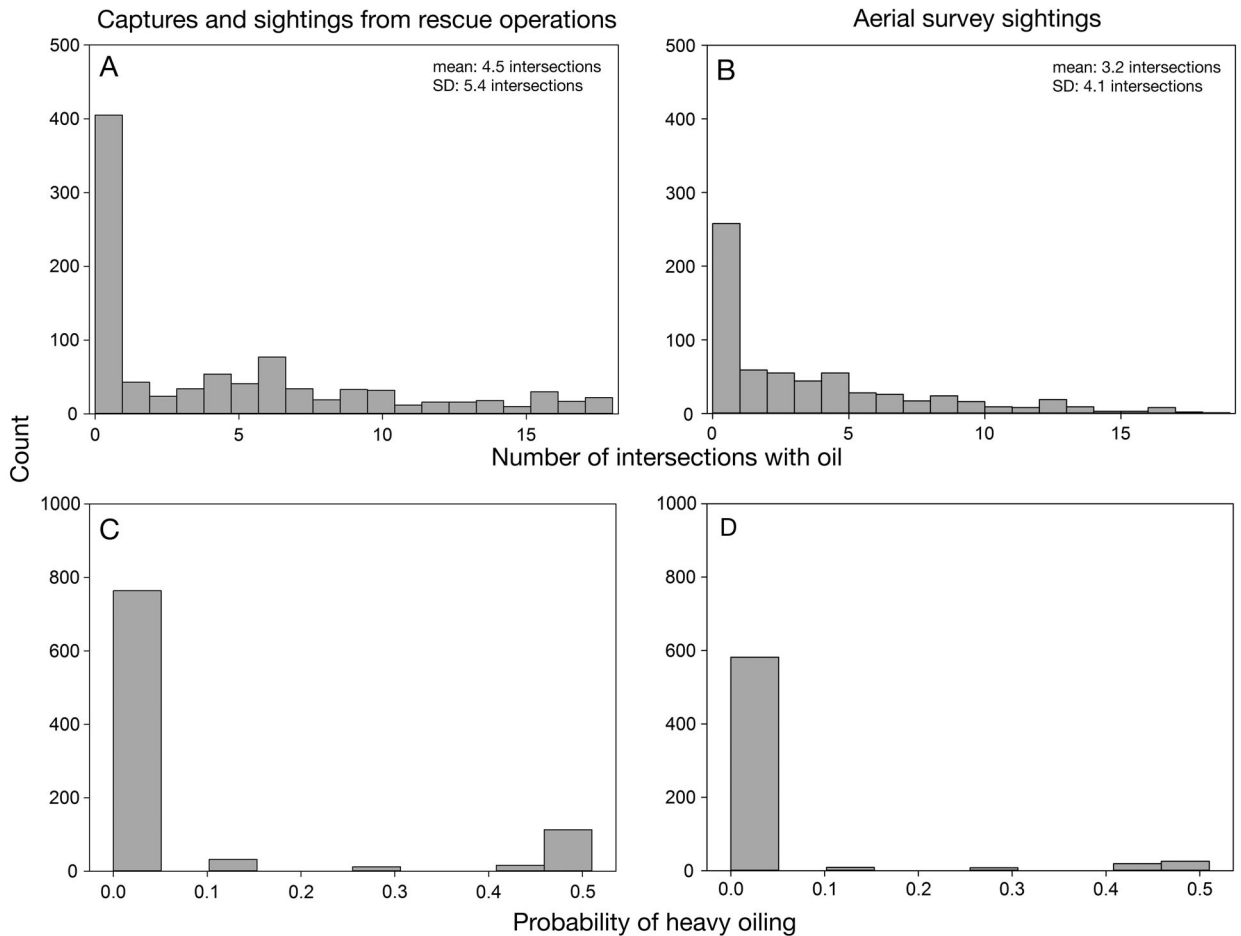 Captures and sightings from rescue operations
Aerial survey sightings
500
400
300
200
100
0
A
mean: 4.5 intersections
SD: 5.4 intersections
0 5 10 15
500
400
300
200
100
0
B
mean: 3.2 intersections
SD: 4.1 intersections
0 5 10 15
Number of intersections with oil
Count
1000
800
600
400
200
0
C
0.0 0.1 0.2 0.3 0.4 0.5
1000
800
600
400
200
0
D
0.0 0.1 0.2 0.3 0.4 0.5
Probability of heavy oiling